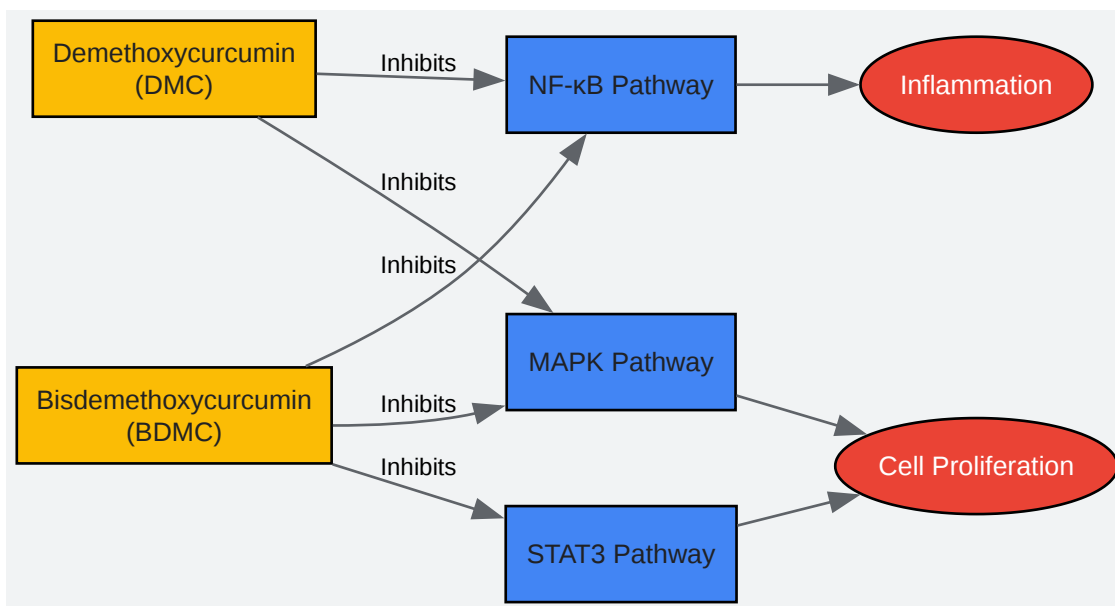 Demethoxycurcumin
(DMC)
Inhibits
NF-κB Pathway
Inflammation
Inhibits
Inhibits
MAPK Pathway
Bisdemethoxycurcumin
(BDMC)
Inhibits
Inhibits
Cell Proliferation
STAT3 Pathway